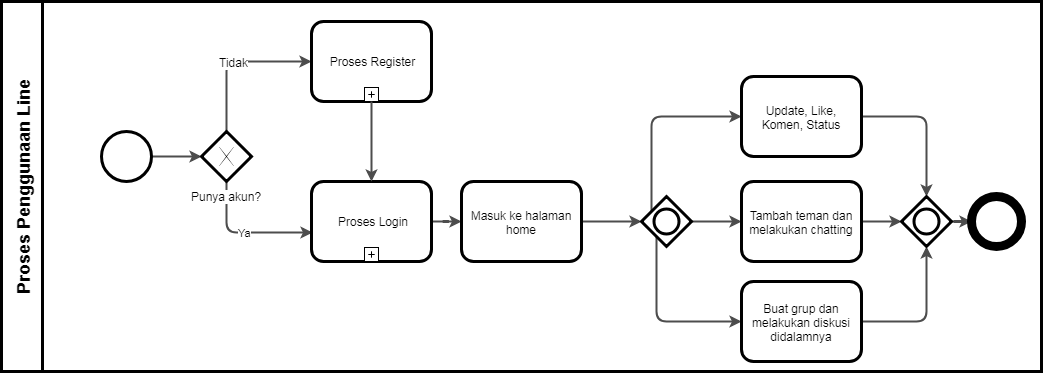 Proses Penggunaan Line
Tidak
Punya akun?
Ya
Proses Register
Proses Login
Masuk ke halaman
home
Update, Like,
Komen, Status
Tambah teman dan
melakukan chatting
Buat grup dan
melakukan diskusi
didalamnya